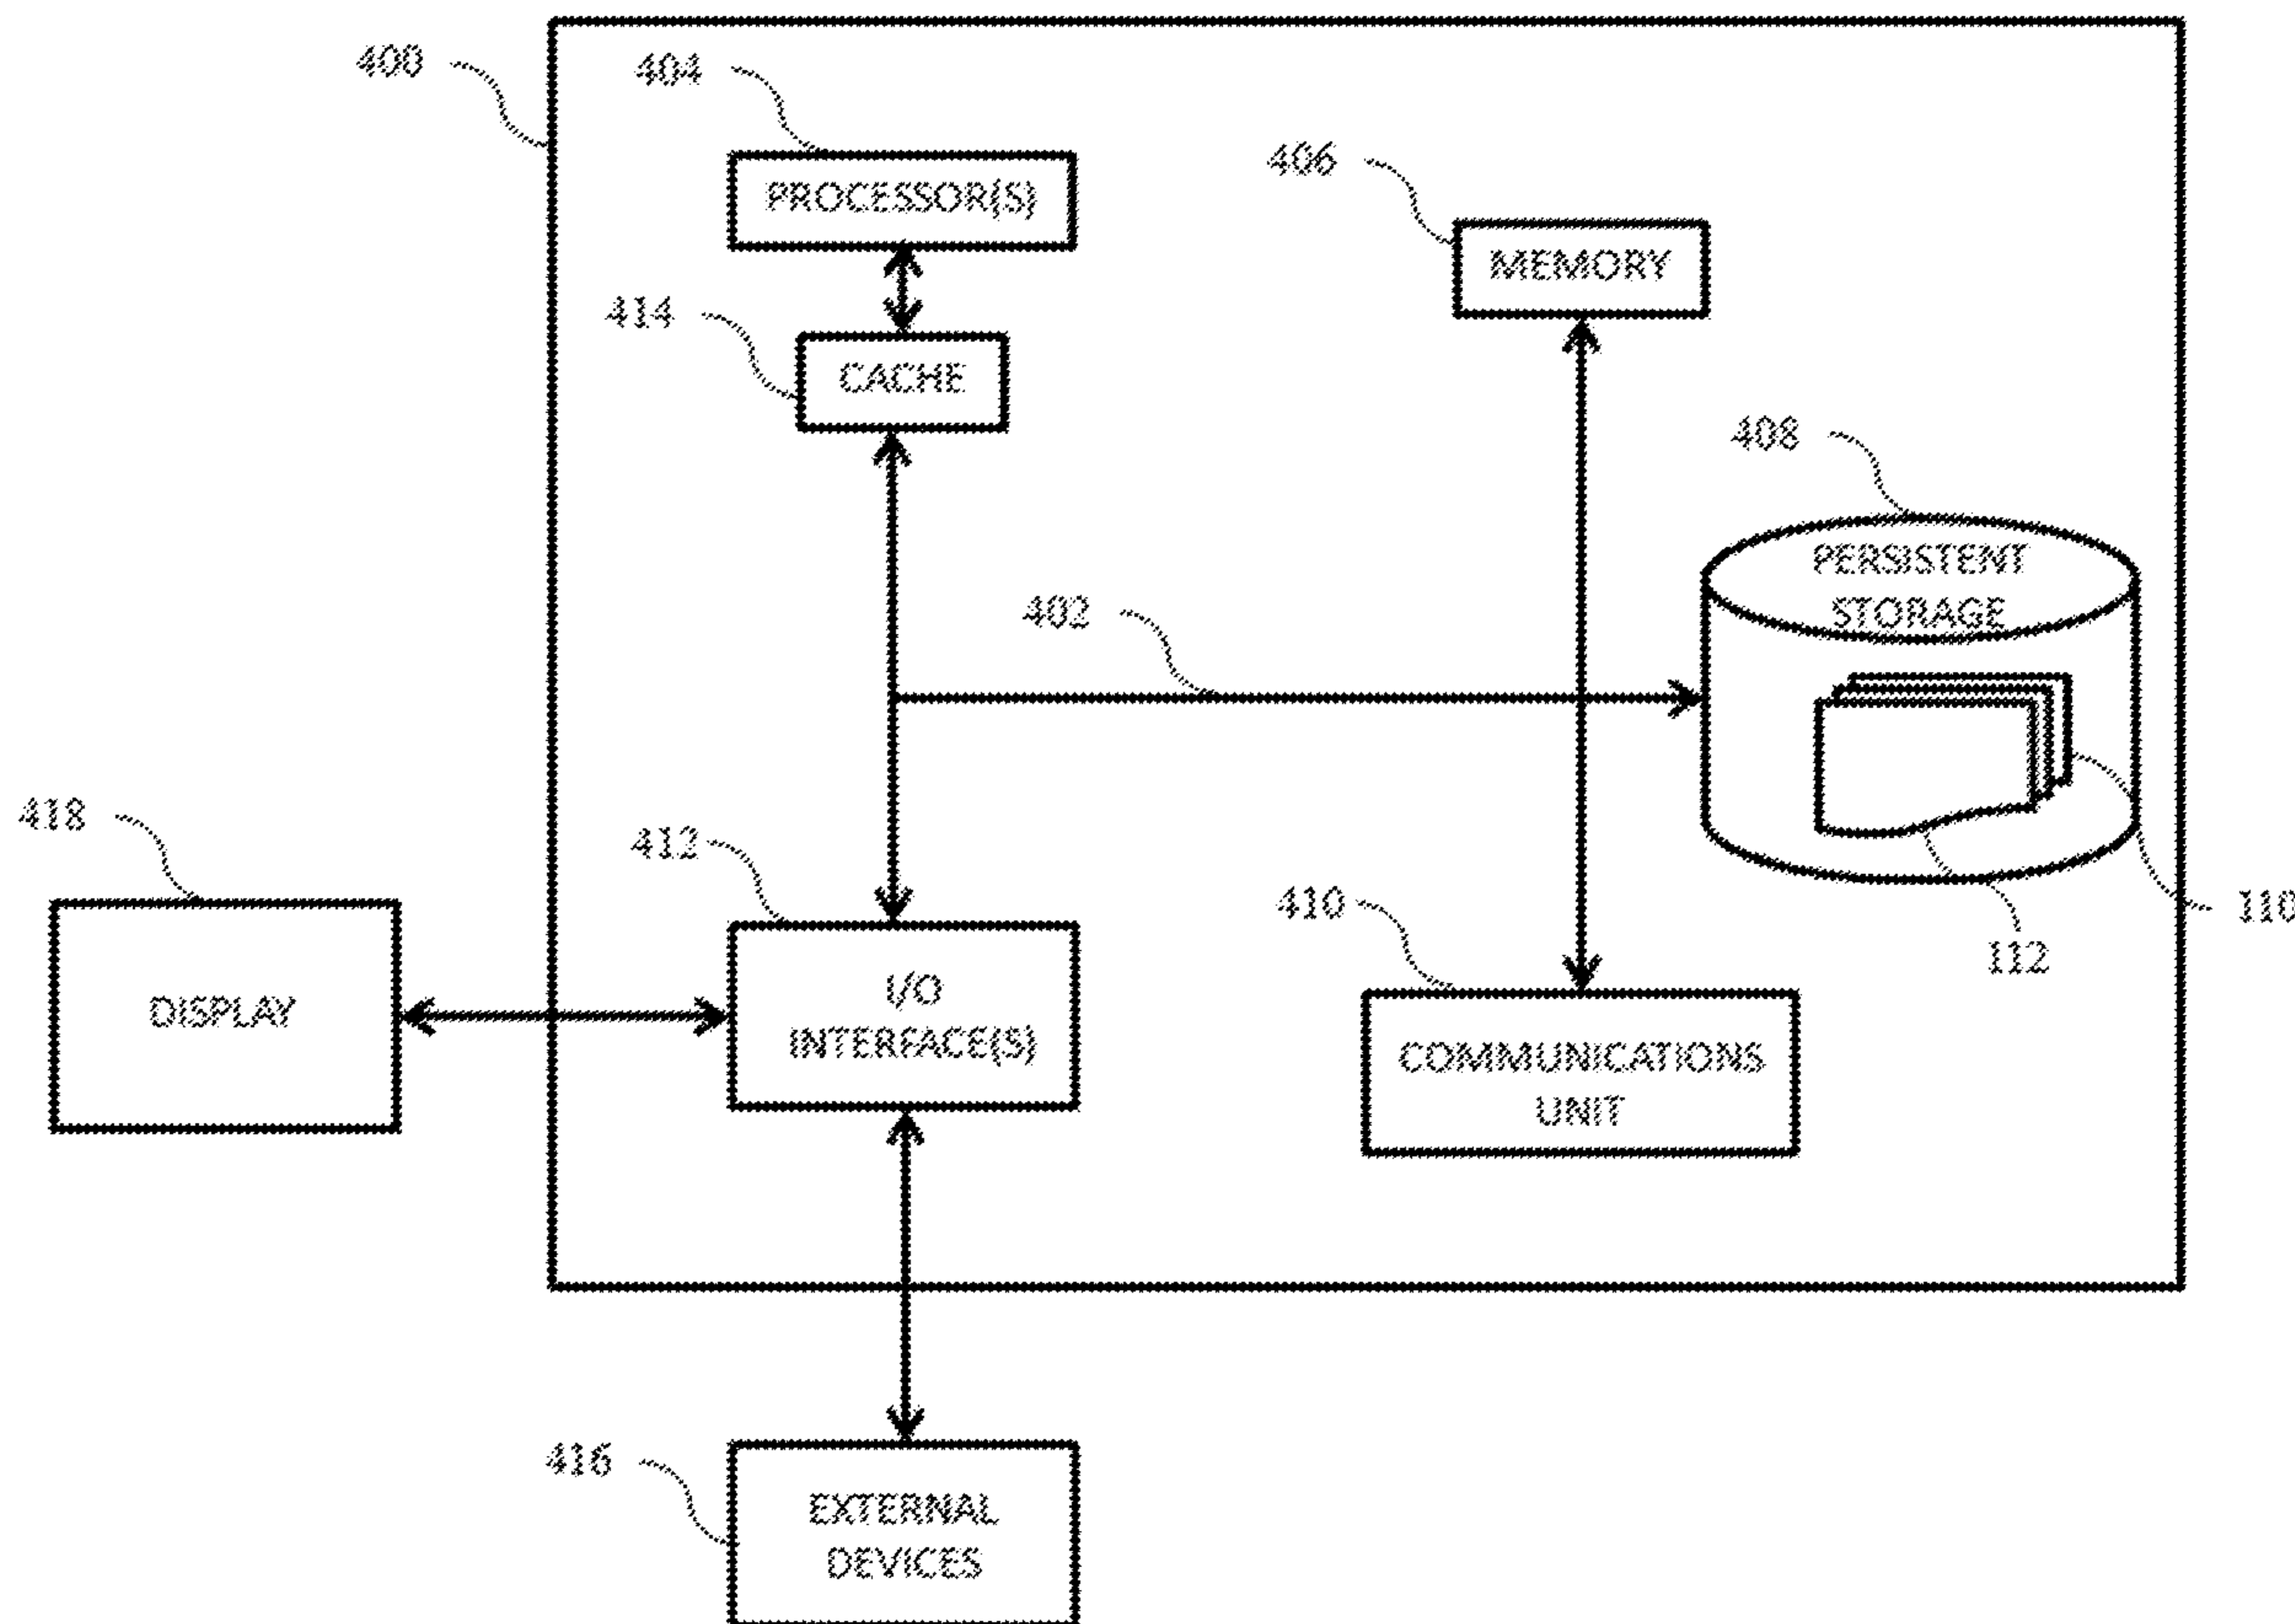 400
404
PROCESSOR(S)
406
MEMORY
414
CACHE
408
PERSISTENT
STORAGE
402
418
DISPLAY
412
I/O
INTERFACE(S)
410
COMMUNICATIONS
UNIT
110
112
416
EXTERNAL
DEVICES